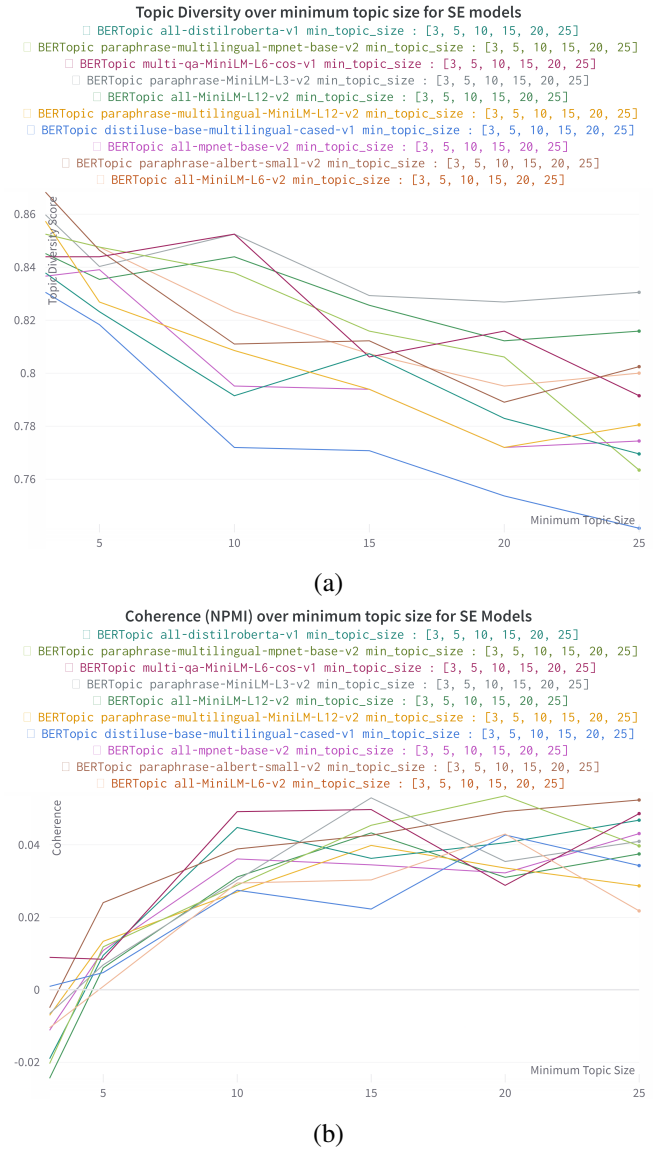 Topic Diversity over minimum topic size for SE models
BERTopic all-distilroberta-v1 min_topic_size : [3, 5, 10, 15, 20, 25]
BERTopic paraphrase-multilingual-mpnet-base-v2 min_topic_size : [3, 5, 10, 15, 20, 25]
BERTopic multi-qa-MiniLM-L6-cos-v1 min_topic_size : [3, 5, 10, 15, 20, 25]
BERTopic paraphrase-MiniLM-L3-v2 min_topic_size : [3, 5, 10, 15, 20, 25]
BERTopic all-MiniLM-L12-v2 min_topic_size : [3, 5, 10, 15, 20, 25]
BERTopic paraphrase-multilingual-MiniLM-L12-v2 min_topic_size : [3, 5, 10, 15, 20, 25]
BERTopic distiluse-base-multilingual-cased-v1 min_topic_size : [3, 5, 10, 15, 20, 25]
BERTopic all-mpnet-base-v2 min_topic_size : [3, 5, 10, 15, 20, 25]
BERTopic paraphrase-albert-small-v2 min_topic_size : [3, 5, 10, 15, 20, 25]
BERTopic all-MiniLM-L6-v2 min_topic_size : [3, 5, 10, 15, 20, 25]
Topic Diversity Score
0.86
0.84
0.82
0.8
0.78
0.76
Minimum Topic Size
5 10 15 20 25
(a)
Coherence (NPMI) over minimum topic size for SE Models
BERTopic all-distilroberta-v1 min_topic_size : [3, 5, 10, 15, 20, 25]
BERTopic paraphrase-multilingual-mpnet-base-v2 min_topic_size : [3, 5, 10, 15, 20, 25]
BERTopic multi-qa-MiniLM-L6-cos-v1 min_topic_size : [3, 5, 10, 15, 20, 25]
BERTopic paraphrase-MiniLM-L3-v2 min_topic_size : [3, 5, 10, 15, 20, 25]
BERTopic all-MiniLM-L12-v2 min_topic_size : [3, 5, 10, 15, 20, 25]
BERTopic paraphrase-multilingual-MiniLM-L12-v2 min_topic_size : [3, 5, 10, 15, 20, 25]
BERTopic distiluse-base-multilingual-cased-v1 min_topic_size : [3, 5, 10, 15, 20, 25]
BERTopic all-mpnet-base-v2 min_topic_size : [3, 5, 10, 15, 20, 25]
BERTopic paraphrase-albert-small-v2 min_topic_size : [3, 5, 10, 15, 20, 25]
BERTopic all-MiniLM-L6-v2 min_topic_size : [3, 5, 10, 15, 20, 25]
Coherence
0.04
0.02
0
-0.02
Minimum Topic Size
5 10 15 20 25
(b)